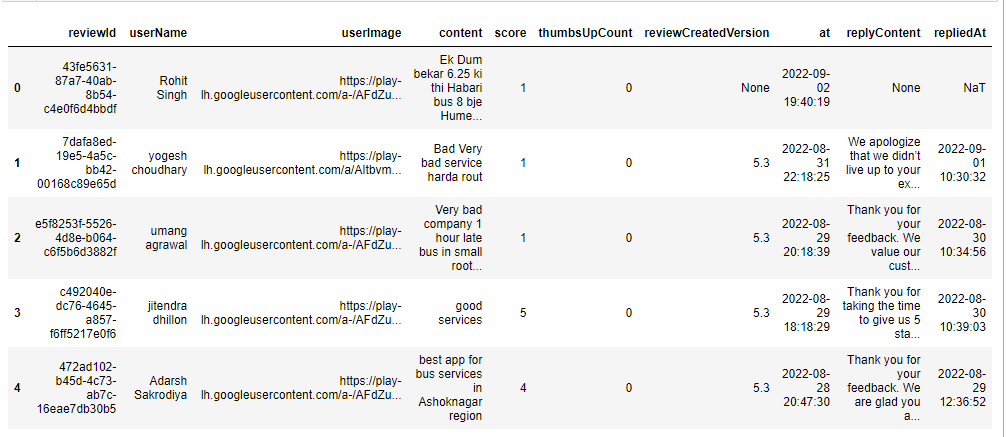 reviewId userName userImage content score thumbsUpCount reviewCreatedVersion at replyContent repliedAt
0
43fe5631-
87a7-40ab-
8b54-
c4e0f6d4bbdf
Rohit
Singh
https://play-
lh.googleusercontent.com/a-/AFdZu...
Ek Dum
bekar 6.25 ki
thi Habari
bus 8 bje
Hume...
1
0
None
2022-09-
02
19:40:19
None
NaT
1
7dafa8ed-
19e5-4a5c-
bb42-
00168c89e65d
yogesh
choudhary
https://play-
lh.googleusercontent.com/a/AItbvm...
Bad Very
bad service
harda rout
1
0
5.3
2022-08-
31
22:18:25
We apologize
that we didn't
live up to your
ex...
2022-09-
01
10:30:32
2
e5f8253f-5526-
4d8e-b064-
c6f5b6d3882f
umang
agrawal
https://play-
lh.googleusercontent.com/a-/AFdZu...
Very bad
company 1
hour late
bus in small
root...
1
0
5.3
2022-08-
29
20:18:39
Thank you for
your
feedback. We
value our
cust...
2022-08-
30
10:34:56
3
c492040e-
dc76-4645-
a857-
f6ff5217e0f6
jitendra
dhillon
https://play-
lh.googleusercontent.com/a-/AFdZu...
good
services
5
0
5.3
2022-08-
29
18:18:29
Thank you for
taking the time
to give us 5
sta...
2022-08-
30
10:39:03
4
472ad102-
b45d-4c73-
ab7c-
16eae7db30b5
Adarsh
Sakrodiya
https://play-
lh.googleusercontent.com/a-/AFdZu...
best app for
bus services
in
Ashoknagar
region
4
0
5.3
2022-08-
28
20:47:30
Thank you for
your
feedback. We
are glad you
a...
2022-08-
29
12:36:52